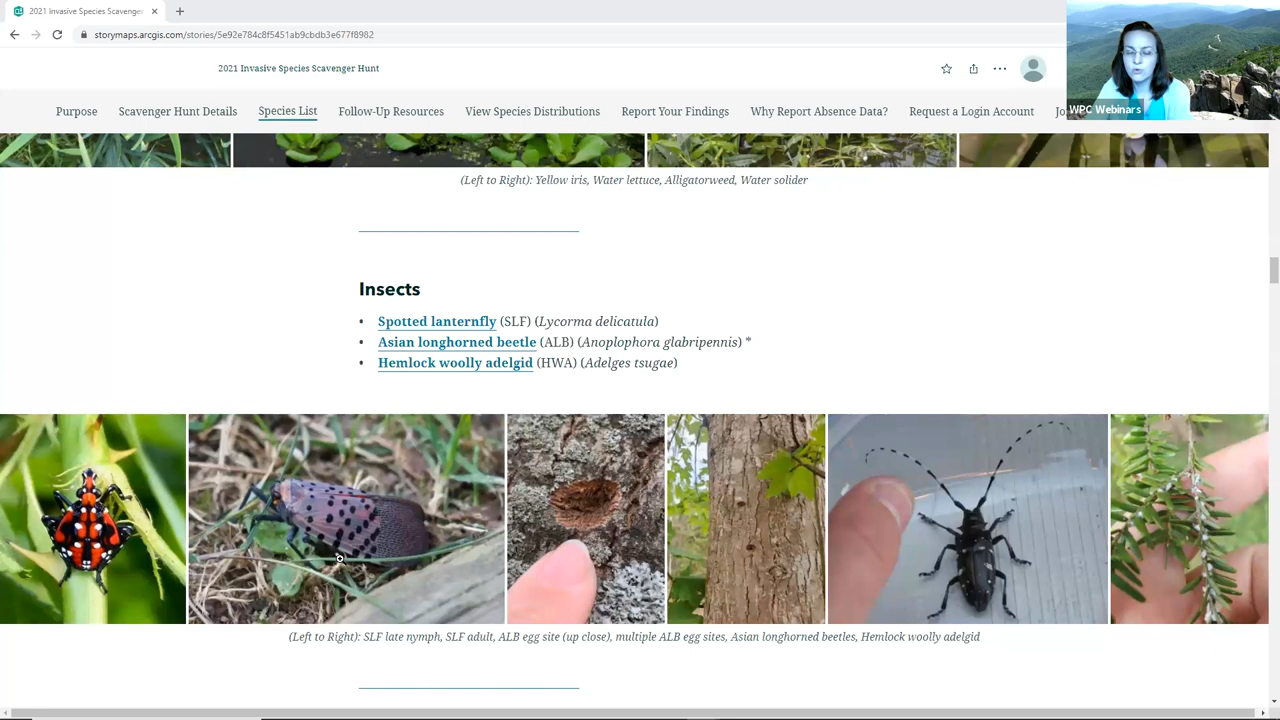 2021 Invasive Species Scavenger
storymaps.arcgis.com/stories/5e92e784c8f5451ab9cbdb3e677f8982
2021 Invasive Species Scavenger Hunt
WPC Webinars
Purpose Scavenger Hunt Details Species List Follow-Up Resources View Species Distributions Report Your Findings Why Report Absence Data? Request a Login Account
(Left to Right): Yellow iris, Water lettuce, Alligatorweed, Water solider
Insects
• Spotted lanternfly (SLF) (Lycorma delicatula)
• Asian longhorned beetle (ALB) (Anoplophora glabripennis) *
• Hemlock woolly adelgid (HWA) (Adelges tsugae)
(Left to Right): SLF late nymph, SLF adult, ALB egg site (up close), multiple ALB egg sites, Asian longhorned beetles, Hemlock woolly adelgid